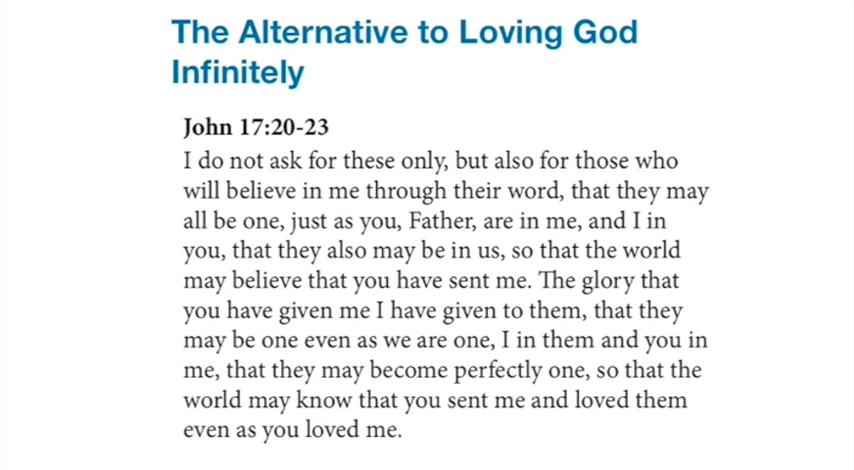 The Alternative to Loving God
Infinitely
John 17:20-23
I do not ask for these only, but also for those who
will believe in me through their word, that they may
all be one, just as you, Father, are in me, and I in
you, that they also may be in us, so that the world
may believe that you have sent me. The glory that
you have given me I have given to them, that they
may be one even as we are one, I in them and you in
me, that they may become perfectly one, so that the
world may know that you sent me and loved them
even as you loved me.